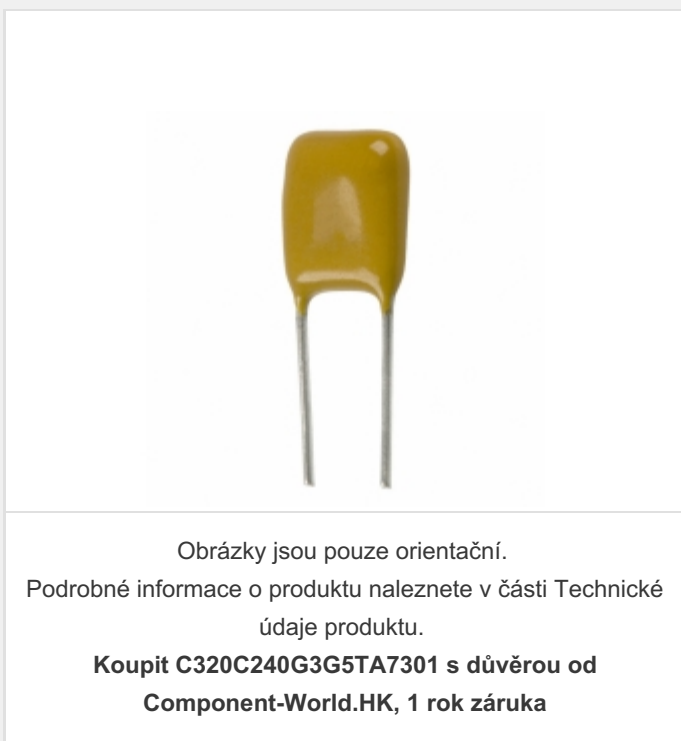 Obrázky jsou pouze orientační.
Podrobné informace o produktu naleznete v části Technické
údaje produktu.
Koupit C320C240G3G5TA7301 s důvěrou od
Component-World.HK, 1 rok záruka